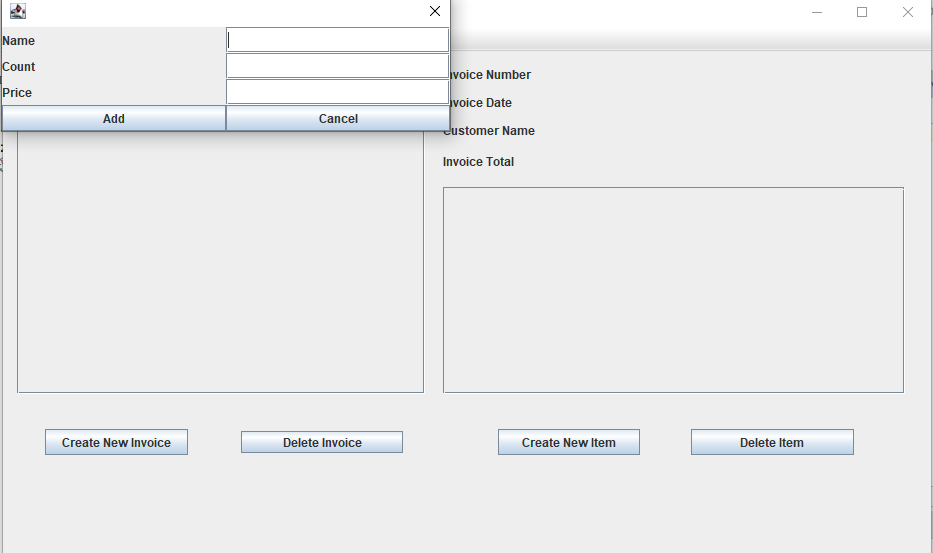 Name
Count
Price
Add Cancel
nvoice Number
nvoice Date
Customer Name
Invoice Total
Create New Invoice Delete Invoice Create New Item Delete Item